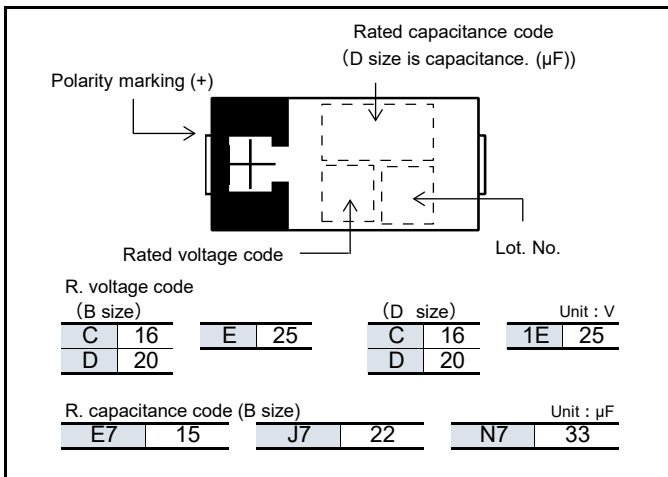 Rated capacitance code
(D size is capacitance. (μF))
Polarity marking (+)
Rated voltage code
Lot. No.
R. voltage code
(B size)
(D size)
Unit : V
C 16 E 25 C 16 1E 25
D 20 D 20
R. capacitance code (B size)
Unit : μF
E7 15 J7 22 N7 33